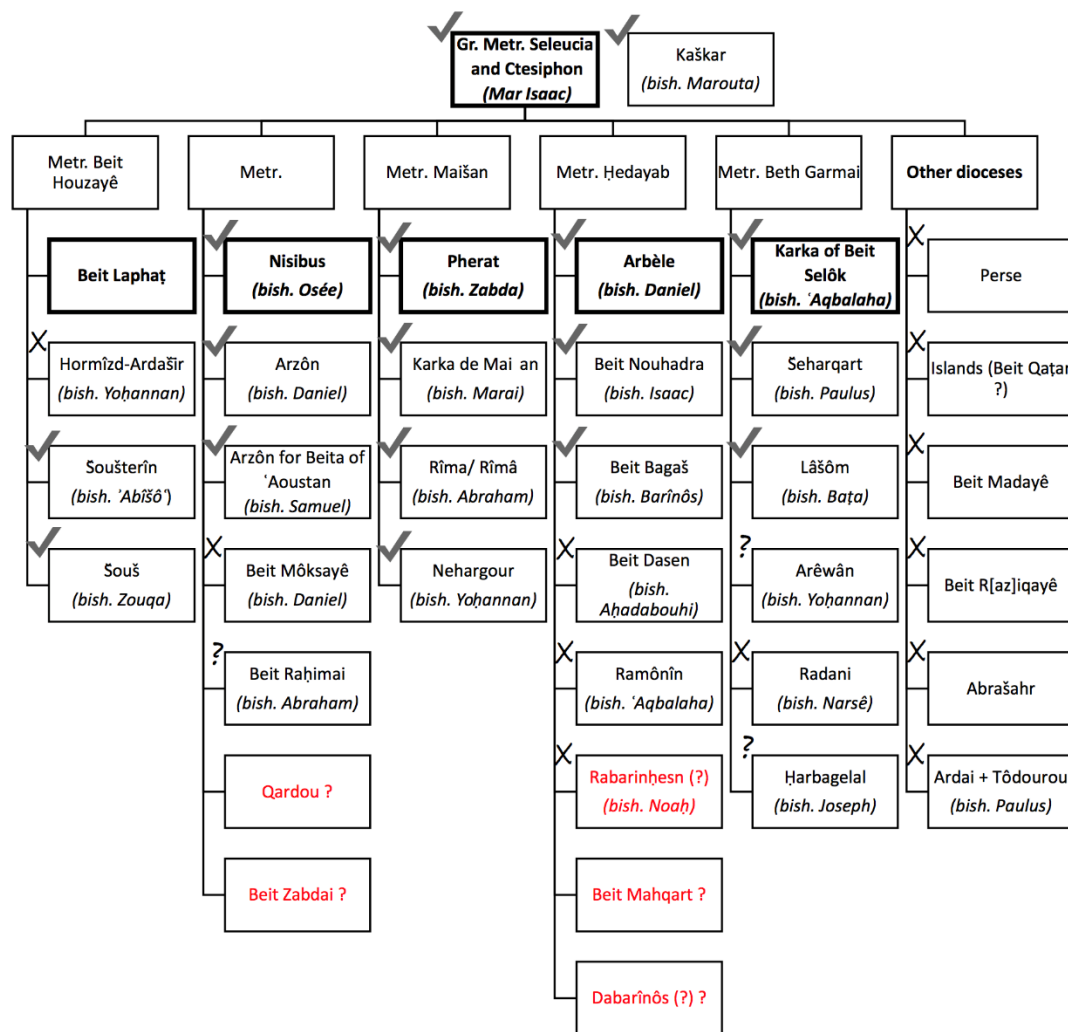 Gr. Metr. Seleucia
and Ctesiphon
(Mar Isaac)
Kaškar
(bish. Marouta)
Metr. Beit
Houzayê
Metr.
Metr. Maišan
Metr. Ḥedayab
Metr. Beth Garmai
Other dioceses
Beit Laphaṭ
Nisibus
(bish. Osée)
Pherat
(bish. Zabda)
Arbèle
(bish. Daniel)
Karka of Beit
Selôk
(bish. ʿAqbalaha)
Perse
Hormîzd-Ardašir
(bish. Yoḥannan)
Arzôn
(bish. Daniel)
Karka de Mai an
(bish. Marai)
Beit Nouhadra
(bish. Isaac)
Šeharqart
(bish. Paulus)
Islands (Beit Qaṭar
?)
Šoušterîn
(bish. ʾAbîšôʿ)
Arzôn for Beita of
ʿAoustan
(bish. Samuel)
Rîma/ Rîmâ
(bish. Abraham)
Beit Bagaš
(bish. Barînôs)
Lâšôm
(bish. Baṭa)
Beit Madayê
Šouš
(bish. Zouqa)
Beit Môksayê
(bish. Daniel)
Nehargour
(bish. Yoḥannan)
Beit Dasen
(bish.
Aḥadabouhi)
?
Arêwân
(bish. Yoḥannan)
Beit R[az]iqayê
?
Beit Raḥimai
(bish. Abraham)
Ramônîn
(bish. ʿAqbalaha)
Radani
(bish. Narsê)
Abrašahr
Qardou ?
Rabarinḥesn (?)
(bish. Noaḥ)
?
Ḥarbagelal
(bish. Joseph)
Ardai + Tôdourou
(bish. Paulus)
Beit Zabdai ?
Beit Mahqart ?
Dabarînôs (?) ?